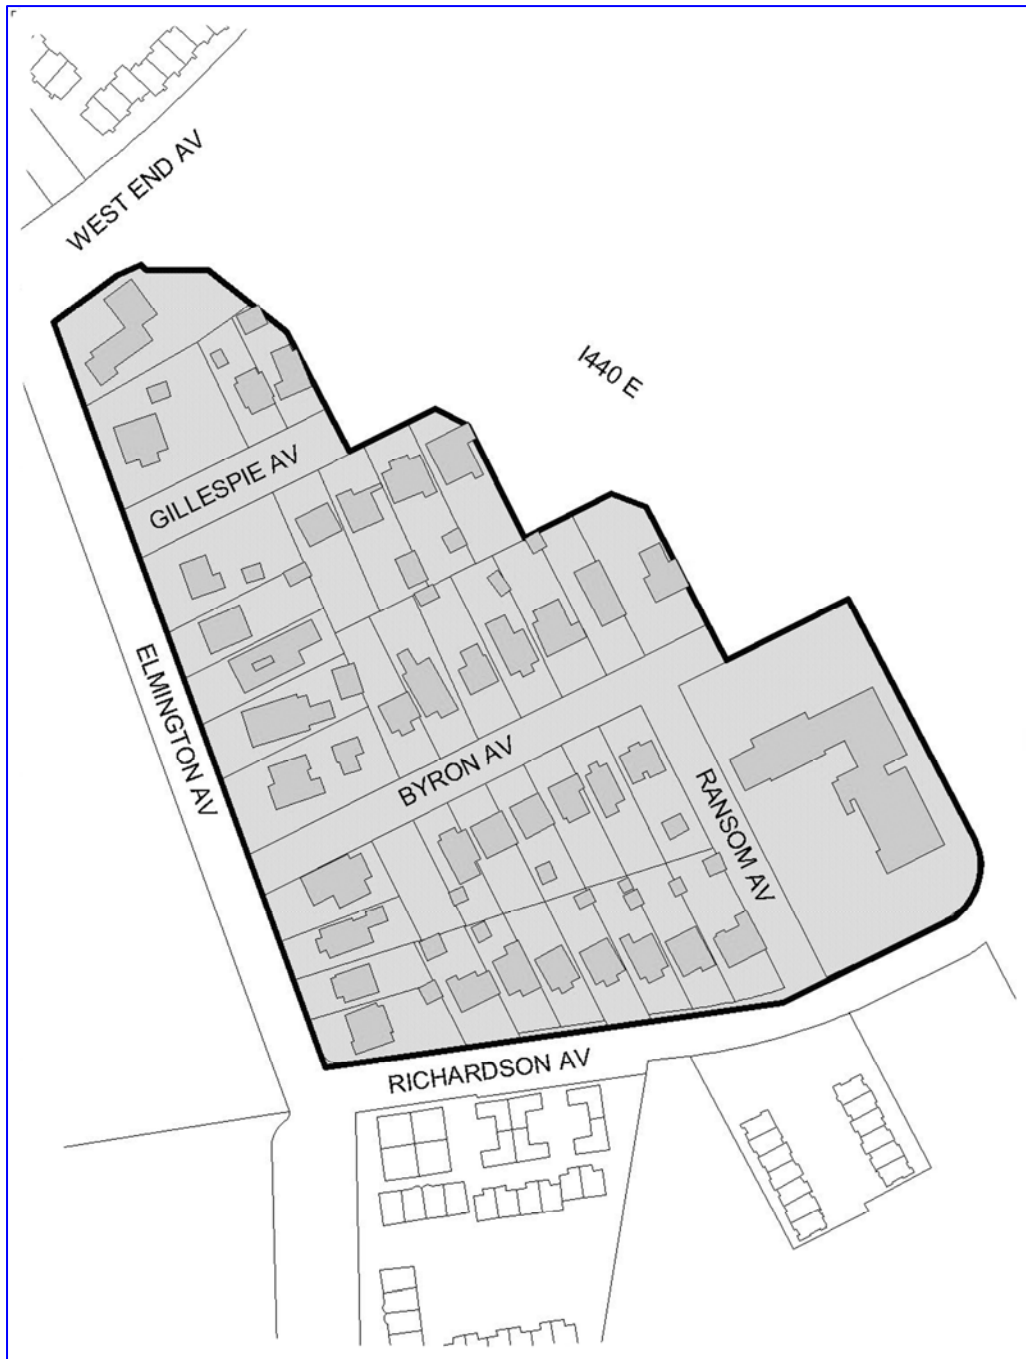 WEST END AV
I440 E
GILLESPIE AV
ELMINGTON AV
BYRON AV
RANSOM AV
RICHARDSON AV